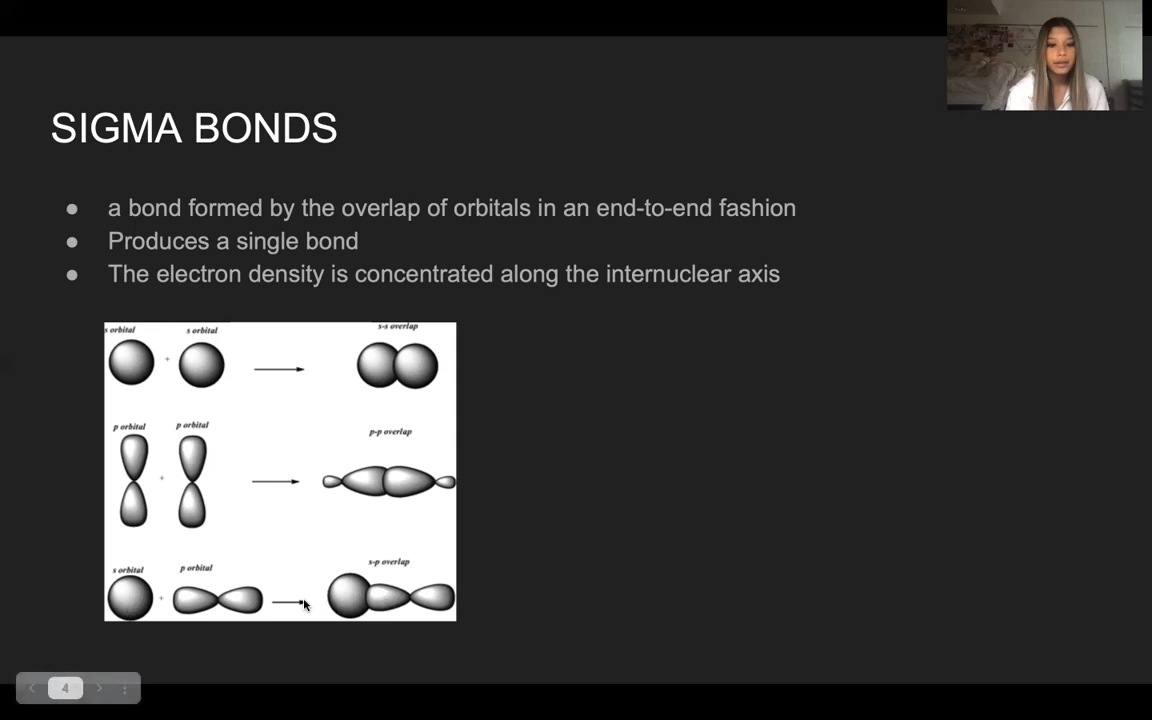 SIGMA BONDS
● a bond formed by the overlap of orbitals in an end-to-end fashion
● Produces a single bond
● The electron density is concentrated along the internuclear axis
s orbital s orbital s-s overlap
+
p orbital p orbital p-p overlap
+
s orbital p orbital s-p overlap
+
4